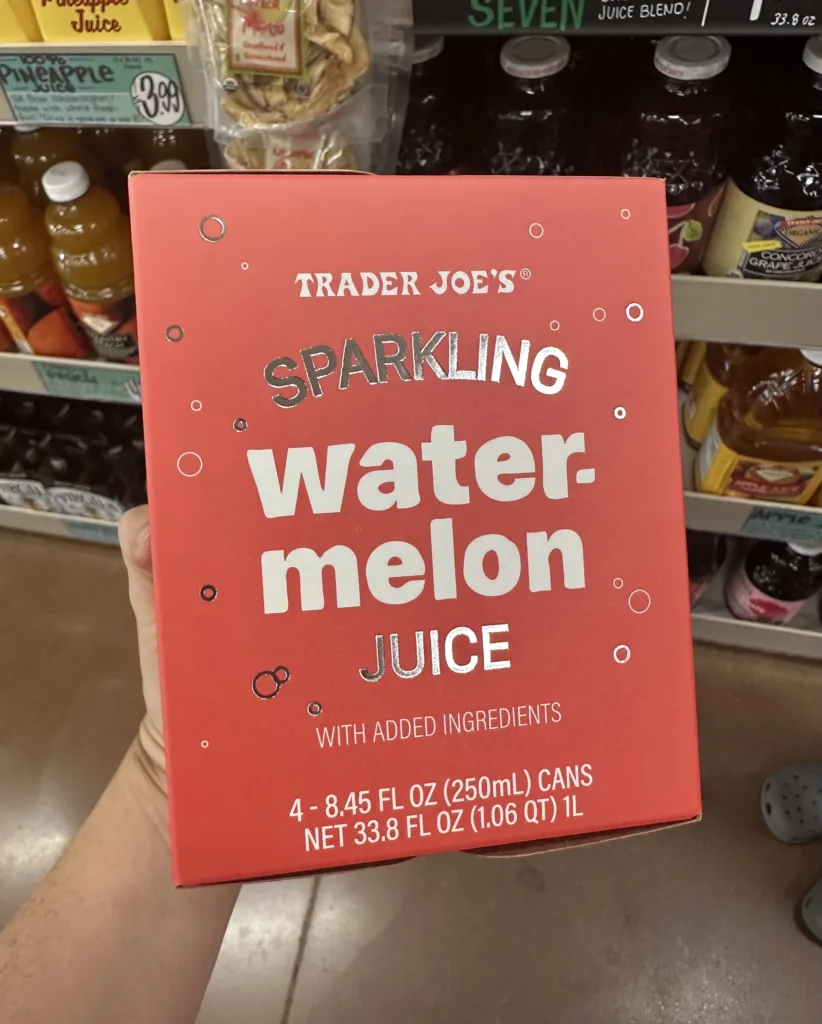 Pineapple
Juice
SEVEN
JUICE BLEND!
33.8 OZ
100%
PINEAPPLE
JUICE
3.99
TRADER JOE'S®
SPARKLING
water-
melon
JUICE
WITH ADDED INGREDIENTS
4 - 8.45 FL OZ (250mL) CANS
NET 33.8 FL OZ (1.06 QT) 1L
CONCORD
GRAPE JUICE
APPLE